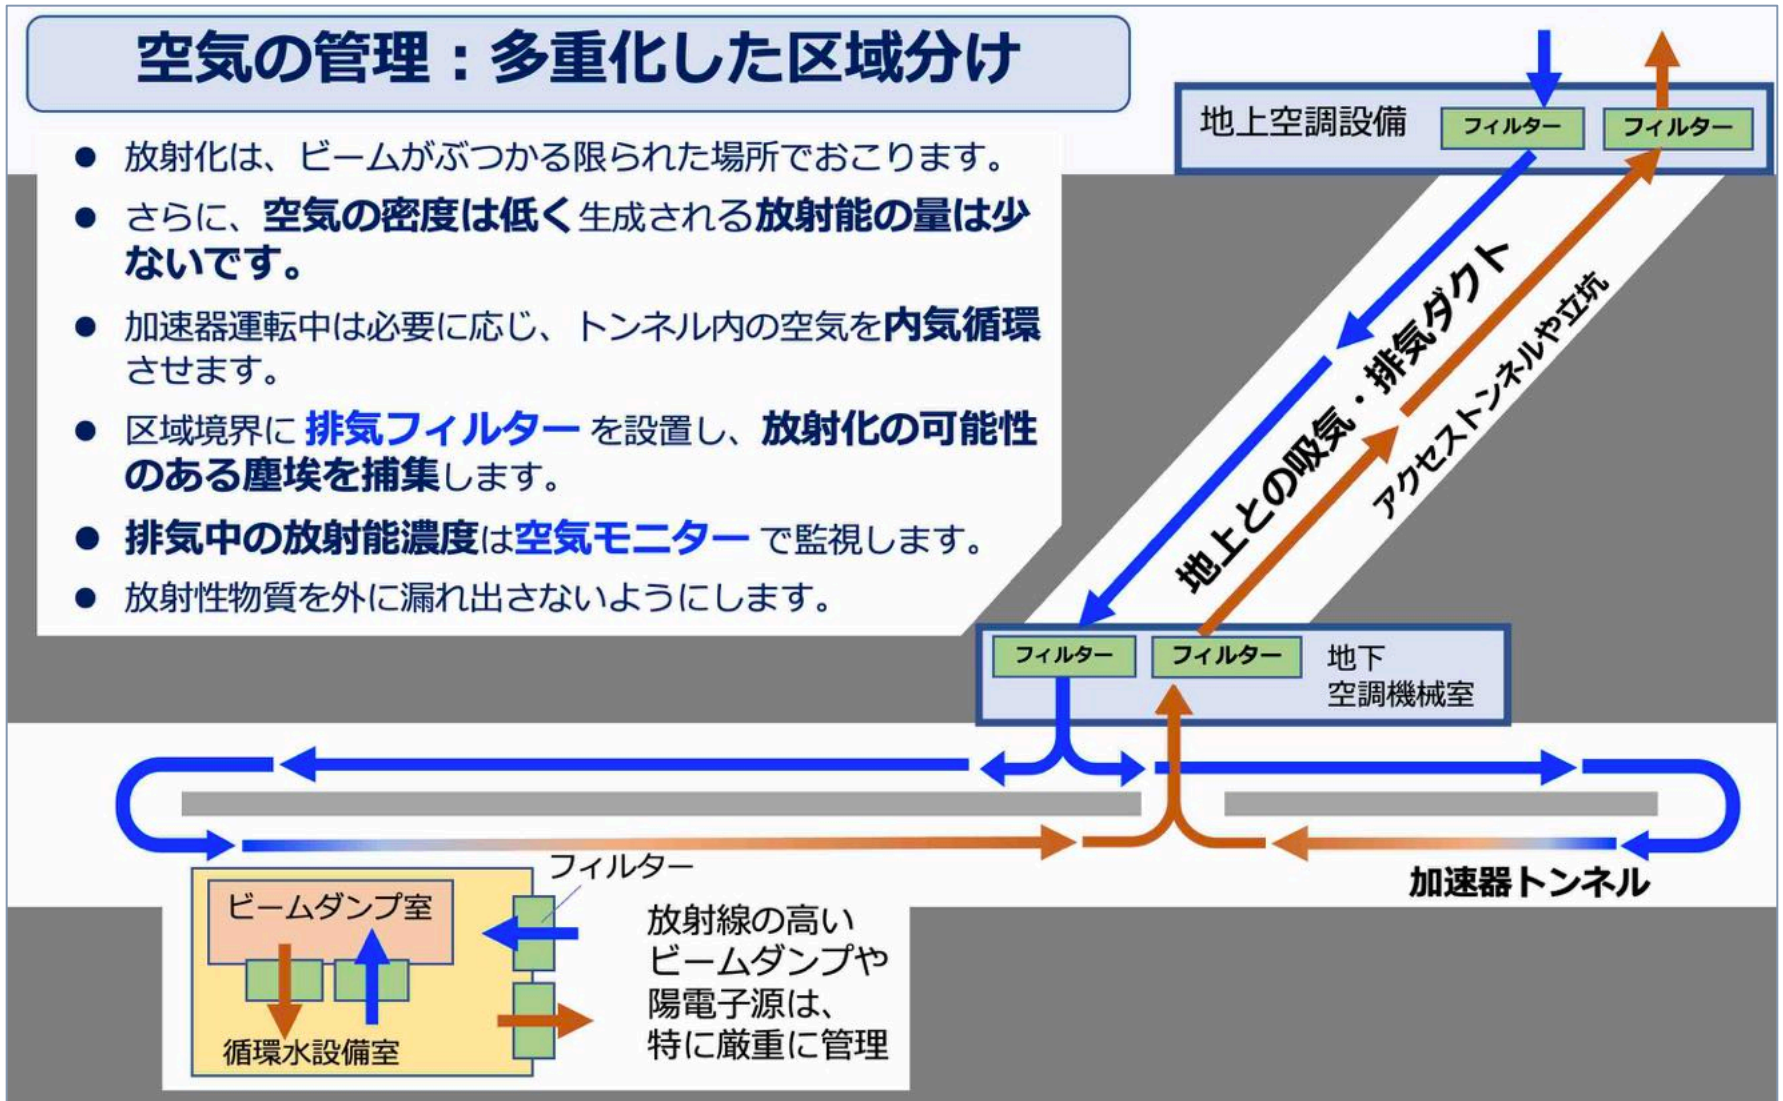 空気の管理：多重化した区域分け
● 放射化は、ビームがぶつかる限られた場所でおこります。
● さらに、空気の密度は低く生成される放射能の量は少
ないです。
● 加速器運転中は必要に応じ、トンネル内の空気を内気循環
させます。
● 区域境界に 排気フィルター を設置し、放射化の可能性
のある塵埃を捕集します。
● 排気中の放射能濃度は空気モニター で監視します。
● 放射性物質を外に漏れ出さないようにします。
地上空調設備
フィルター
フィルター
地上との吸気・排気ダクト
アクセストンネルや立坑
フィルター
フィルター
地下
空調機械室
加速器トンネル
フィルター
ビームダンプ室
循環水設備室
放射線の高い
ビームダンプや
陽電子源は、
特に厳重に管理